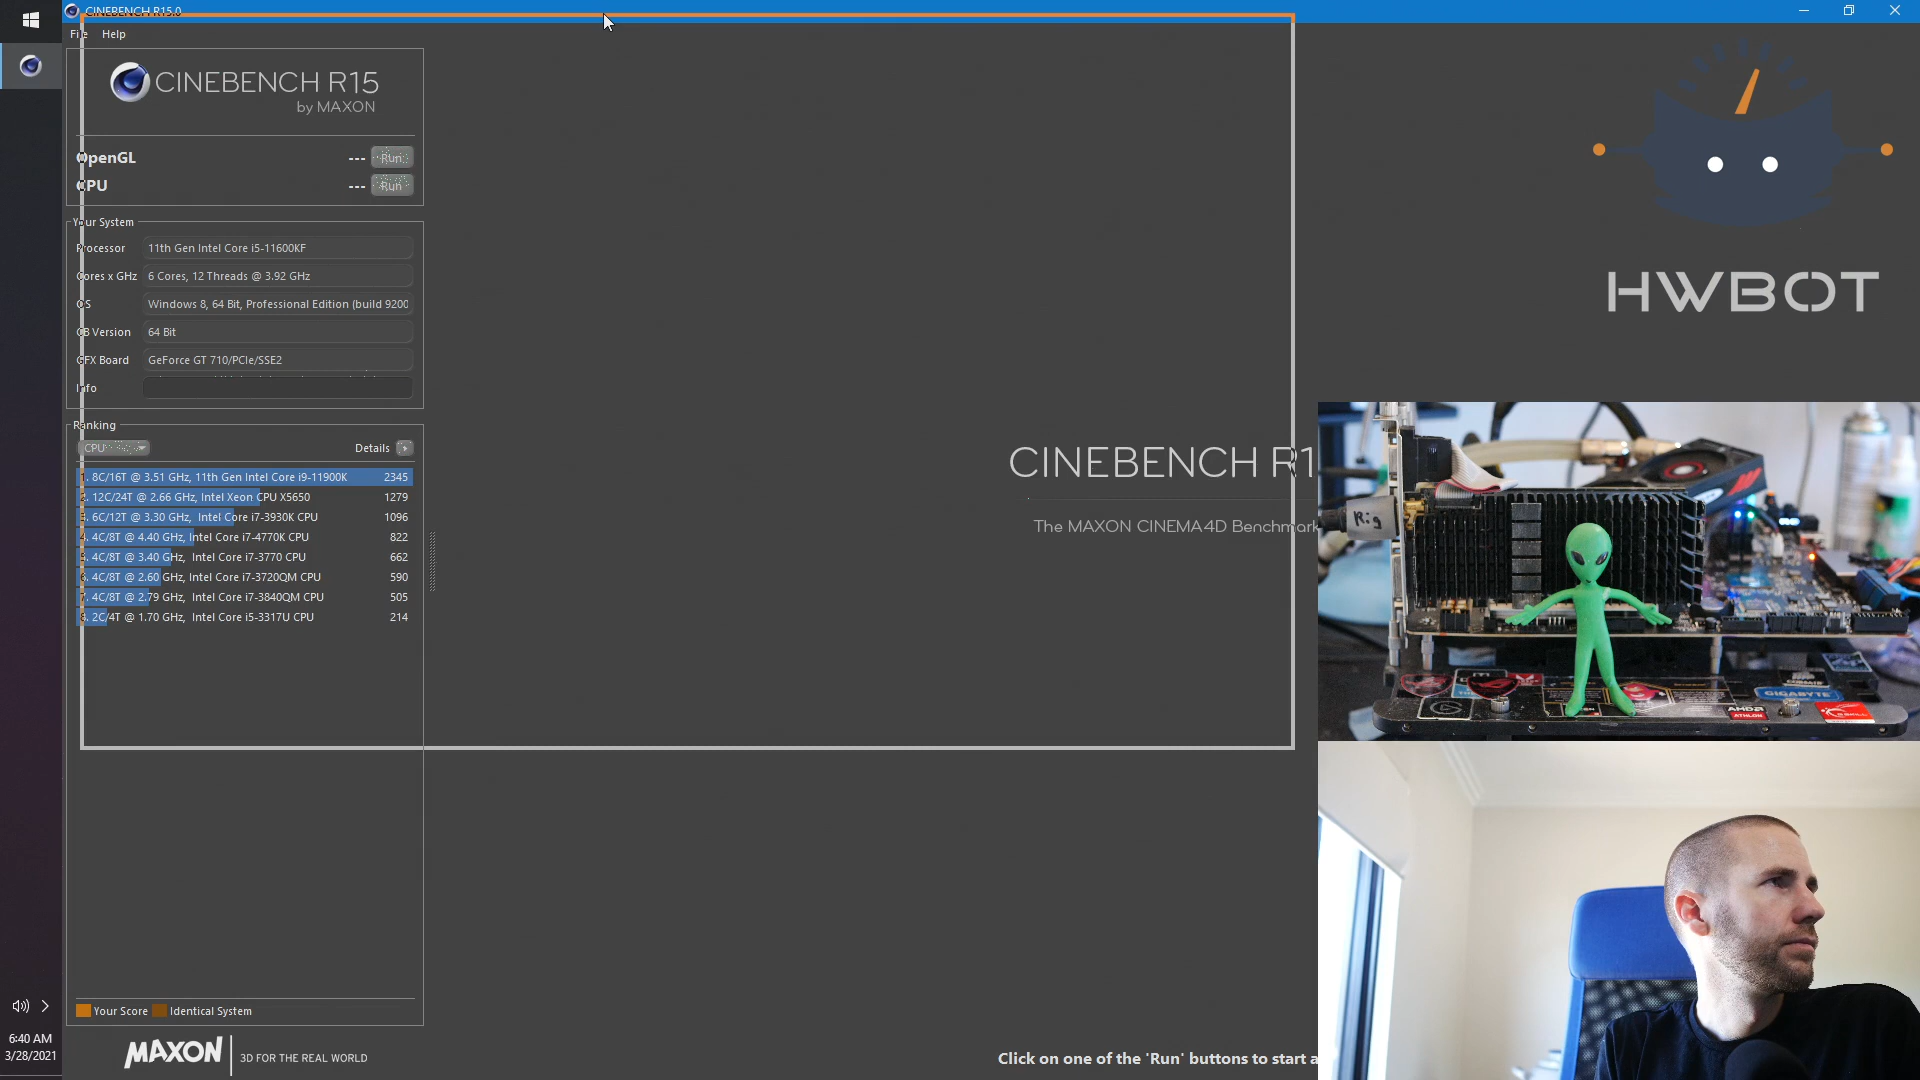 CINEBENCH R15.0
File Help
CINEBENCH R15
by MAXON
OpenGL --- Run
CPU --- Run
Your System
Processor 11th Gen Intel Core i5-11600KF
Cores x GHz 6 Cores, 12 Threads @ 3.92 GHz
OS Windows 8, 64 Bit, Professional Edition (build 9200
CB Version 64 Bit
GFX Board GeForce GT 710/PCIe/SSE2
Info
Ranking
CPU Details
1. 8C/16T @ 3.51 GHz, 11th Gen Intel Core i9-11900K 2345
2. 12C/24T @ 2.66 GHz, Intel Xeon CPU X5650 1279
3. 6C/12T @ 3.30 GHz, Intel Core i7-3930K CPU 1096
4. 4C/8T @ 4.40 GHz, Intel Core i7-4770K CPU 822
5. 4C/8T @ 3.40 GHz, Intel Core i7-3770 CPU 662
6. 4C/8T @ 2.60 GHz, Intel Core i7-3720QM CPU 590
7. 4C/8T @ 2.79 GHz, Intel Core i7-3840QM CPU 505
8. 2C/4T @ 1.70 GHz, Intel Core i5-3317U CPU 214
Your Score Identical System
MAXON 3D FOR THE REAL WORLD
6:40 AM
3/28/2021
HWBOT
CINEBENCH R1
The MAXON CINEMA4D Benchmark
Rig
GIGABYTE
AMD
ATHLON
Click on one of the 'Run' buttons to start a